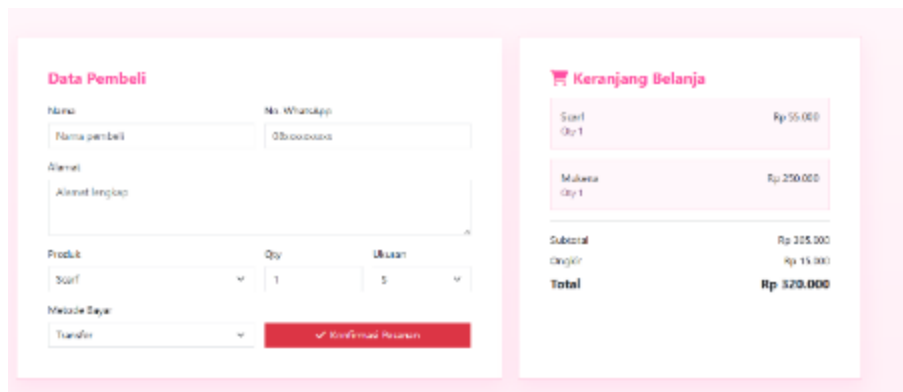 Data Pembeli
Nama
No. WhatsApp
Nama pembeli
Alamat
Alamat lengkap
Produk
Qty
Ukuran
Scarf
1
S
Metode Bayar
Transfer
Konfirmasi Pesanan
Keranjang Belanja
Scarf
Rp 55.000
Qty 1
Mukena
Rp 250.000
Qty 1
Subtotal
Rp 305.000
Ongkir
Rp 15.000
Total
Rp 320.000